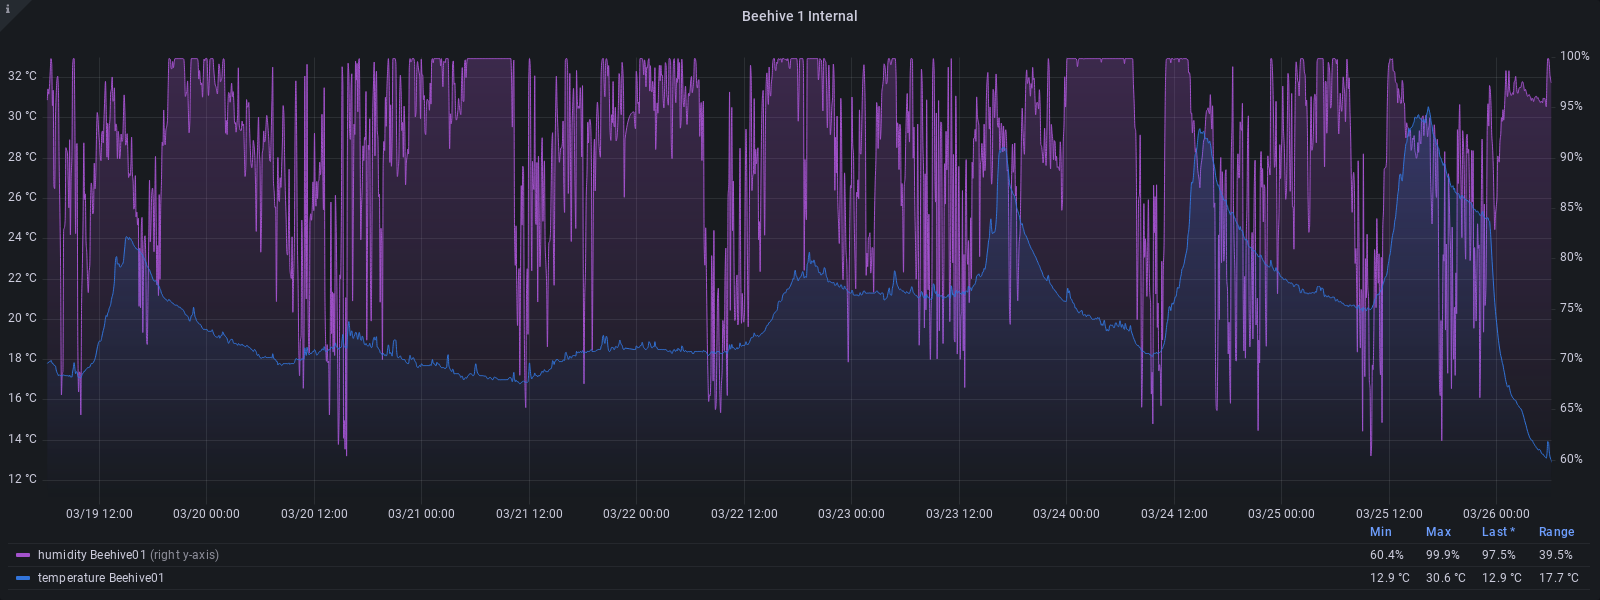 i
Beehive 1 Internal
32 °C
30 °C
28 °C
26 °C
24 °C
22 °C
20 °C
18 °C
16 °C
14 °C
12 °C
100%
95%
90%
85%
80%
75%
70%
65%
60%
03/19 12:00 03/20 00:00 03/20 12:00 03/21 00:00 03/21 12:00 03/22 00:00 03/22 12:00 03/23 00:00 03/23 12:00 03/24 00:00 03/24 12:00 03/25 00:00 03/25 12:00 03/26 00:00
Min Max Last * Range
humidity Beehive01 (right y-axis) 60.4% 99.9% 97.5% 39.5%
temperature Beehive01 12.9 °C 30.6 °C 12.9 °C 17.7 °C